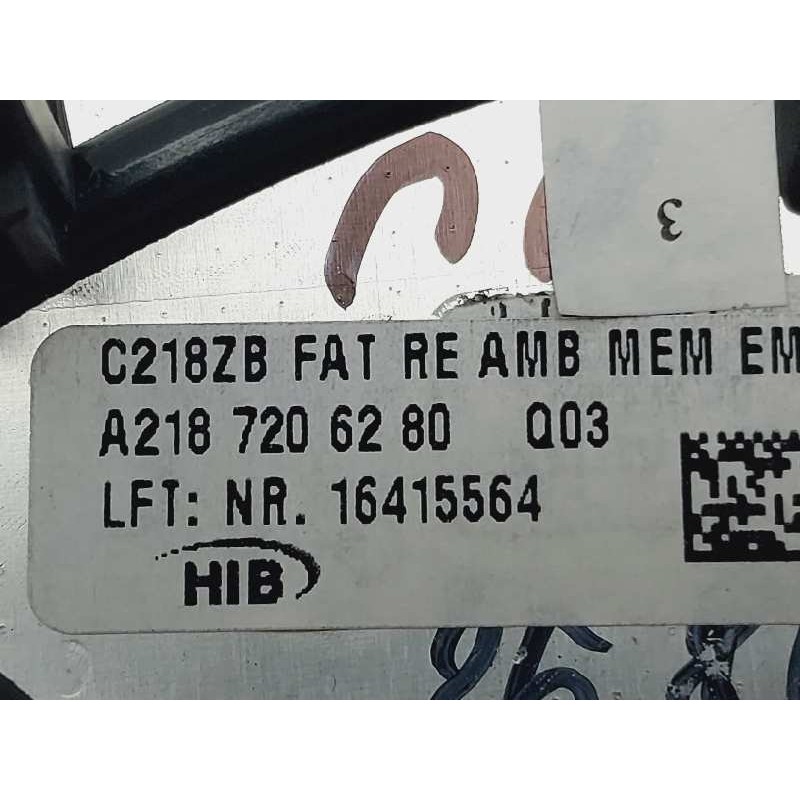 3
C218ZB FAT RE AMB MEM EM
A218 720 62 80 Q03
LFT: NR. 16415564
HIB